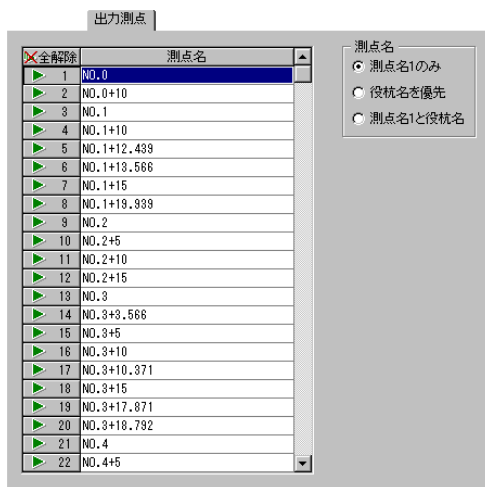 出力測点
全解除 測点名
1 NO.0
2 NO.0+10
3 NO.1
4 NO.1+10
5 NO.1+12.439
6 NO.1+13.566
7 NO.1+15
8 NO.1+19.939
9 NO.2
10 NO.2+5
11 NO.2+10
12 NO.2+15
13 NO.3
14 NO.3+3.566
15 NO.3+5
16 NO.3+10
17 NO.3+10.371
18 NO.3+15
19 NO.3+17.871
20 NO.3+18.792
21 NO.4
22 NO.4+5
測点名
測点名1のみ
役杭名を優先
測点名1と役杭名